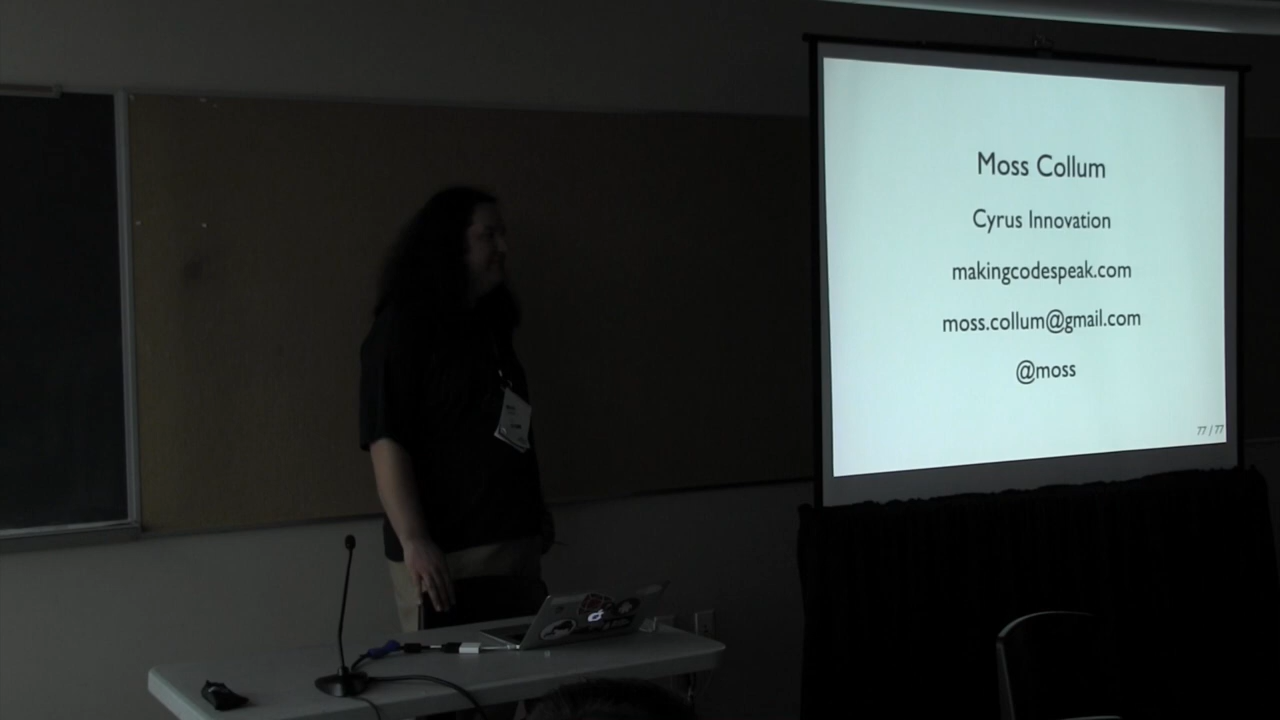 Moss Collum
Cyrus Innovation
makingcodespeak.com
moss.collum@gmail.com
@moss
77 / 77